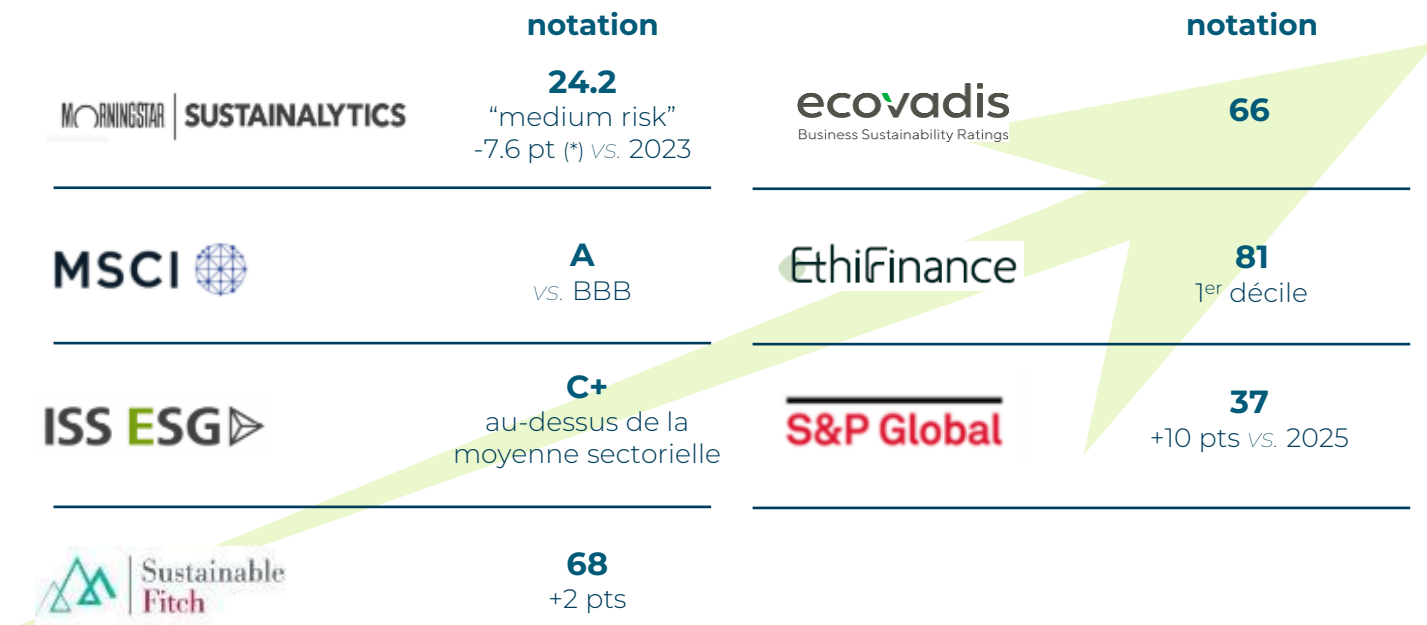 notation
MORNINGSTAR | SUSTAINALYTICS
24.2
“medium risk”
-7.6 pt (*) vs. 2023
MSCI
A
vs. BBB
ISS ESG
C+
au-dessus de la
moyenne sectorielle
Sustainable
Fitch
68
+2 pts
notation
ecovadis
Business Sustainability Ratings
66
EthiFinance
81
1er décile
S&P Global
37
+10 pts vs. 2025